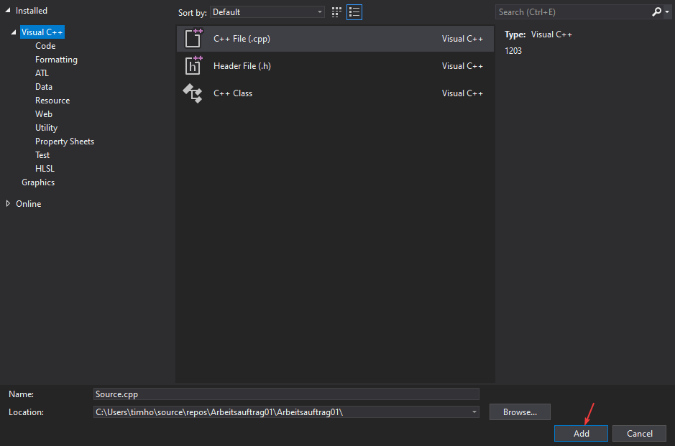 Installed
Visual C++
Code
Formatting
ATL
Data
Resource
Web
Utility
Property Sheets
Test
HLSL
Graphics
Online
Sort by: Default
C++ File (.cpp) Visual C++
Header File (.h) Visual C++
C++ Class Visual C++
Search (Ctrl+E)
Type: Visual C++
1203
Name: Source.cpp
Location: C:\Users\timho\source\repos\Arbeitsauftrag01\Arbeitsauftrag01\ Browse...
Add Cancel